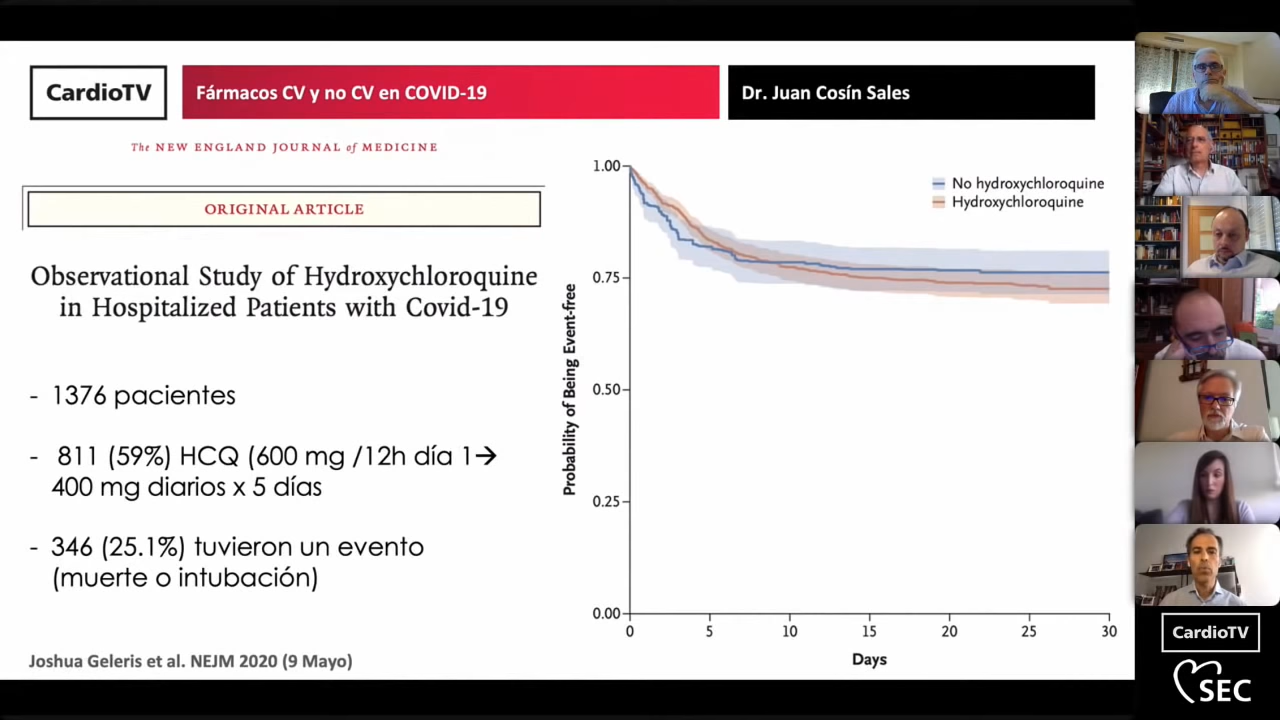 CardioTV
Fármacos CV y no CV en COVID-19
Dr. Juan Cosín Sales
The NEW ENGLAND JOURNAL of MEDICINE
ORIGINAL ARTICLE
Observational Study of Hydroxychloroquine
in Hospitalized Patients with Covid-19
- 1376 pacientes
- 811 (59%) HCQ (600 mg /12h día 1→
400 mg diarios x 5 días
- 346 (25.1%) tuvieron un evento
(muerte o intubación)
Joshua Geleris et al. NEJM 2020 (9 Mayo)
No hydroxychloroquine
Hydroxychloroquine
Probability of Being Event-free
1.00
0.75
0.50
0.25
0.00
0 5 10 15 20 25 30
Days
CardioTV
SEC